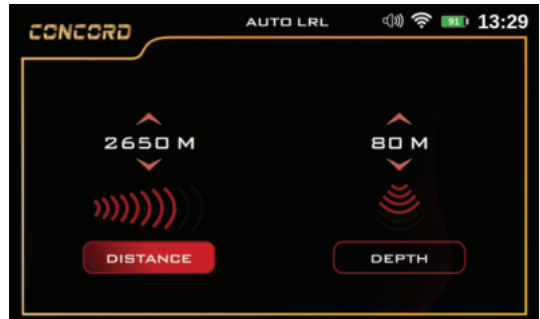 CONCORD
AUTO LRL
91
13:29
2650 M
80 M
DISTANCE
DEPTH